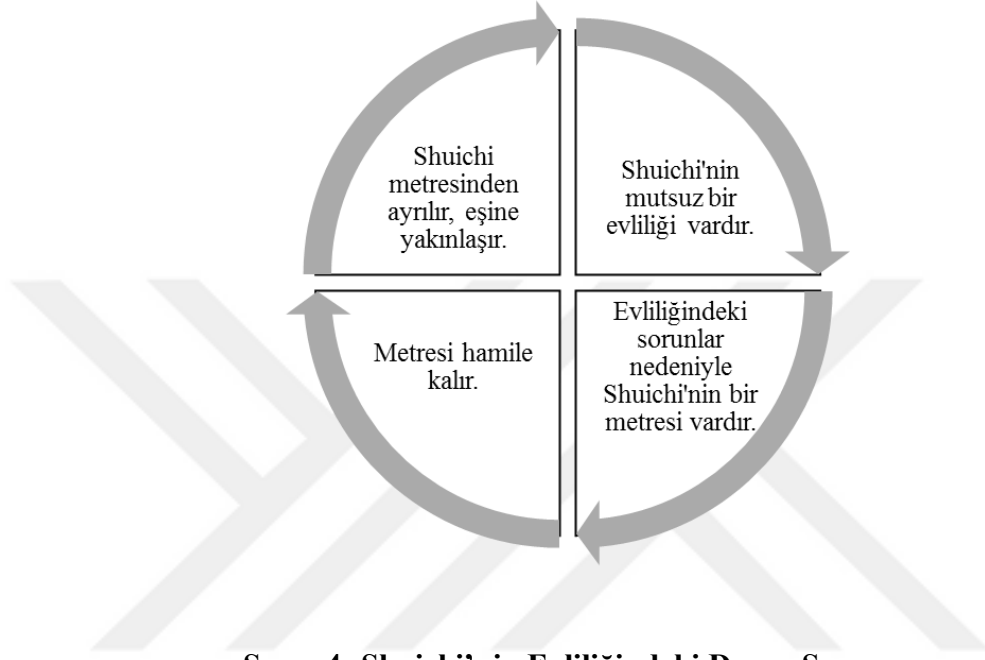 Shuichi
metresinden
ayrılır, eşine
yakınlaşır.
Shuichi'nin
mutsuz bir
evliliği vardır.
Evliliğindeki
sorunlar
nedeniyle
Shuichi'nin bir
metresi vardır.
Metresi hamile
kalır.